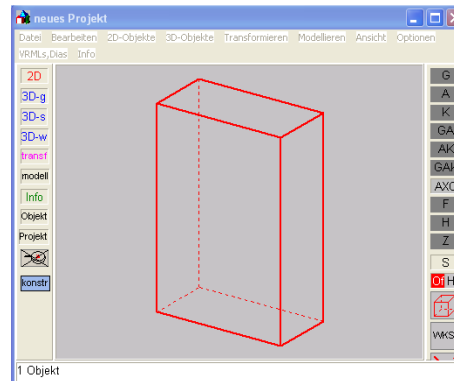 neues Projekt
Datei Bearbeiten 2D-Objekte 3D-Objekte Transformieren Modellieren Ansicht Optionen
VRMLs,Dias Info
2D
3D-g
3D-s
3D-w
transf
modell
Info
Objekt
Projekt
konstr
G
A
K
GA
AK
GAK
AXO
F
H
Z
S
Of H
WKS
1 Objekt